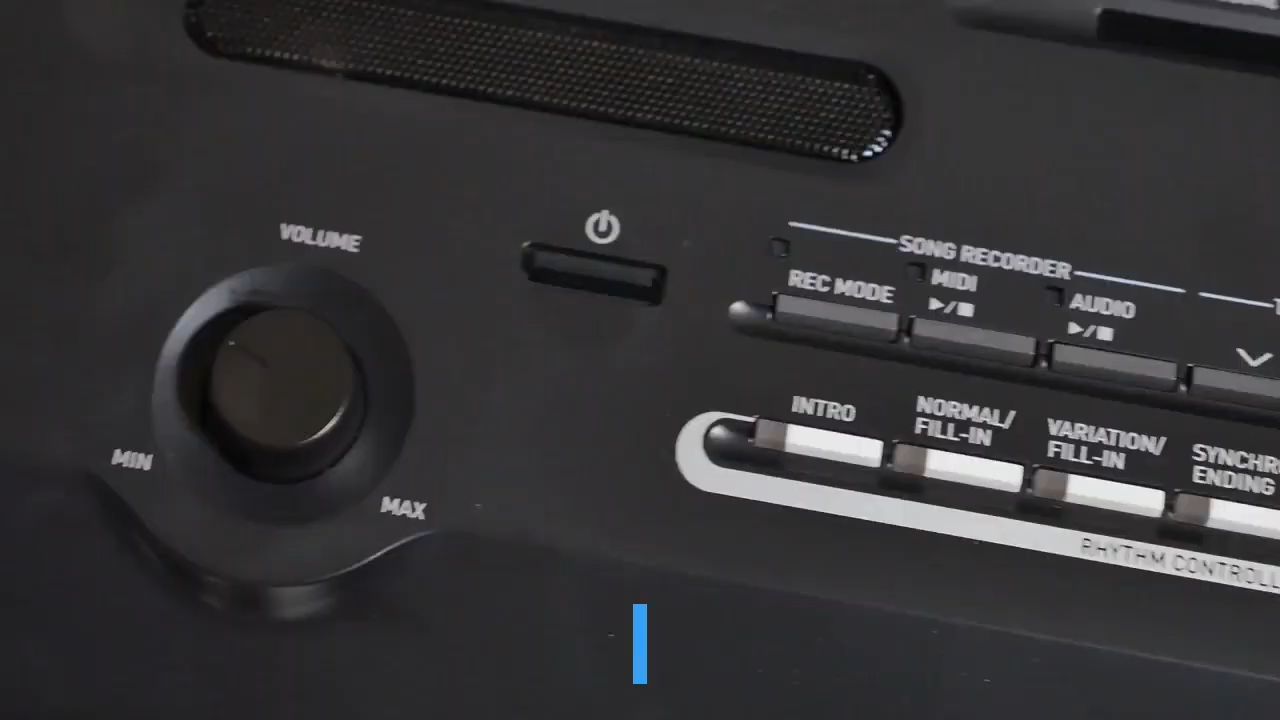 VOLUME
MIN
MAX
SONG RECORDER
REC MODE
MIDI
AUDIO
INTRO
NORMAL/
FILL-IN
VARIATION/
FILL-IN
ENDING